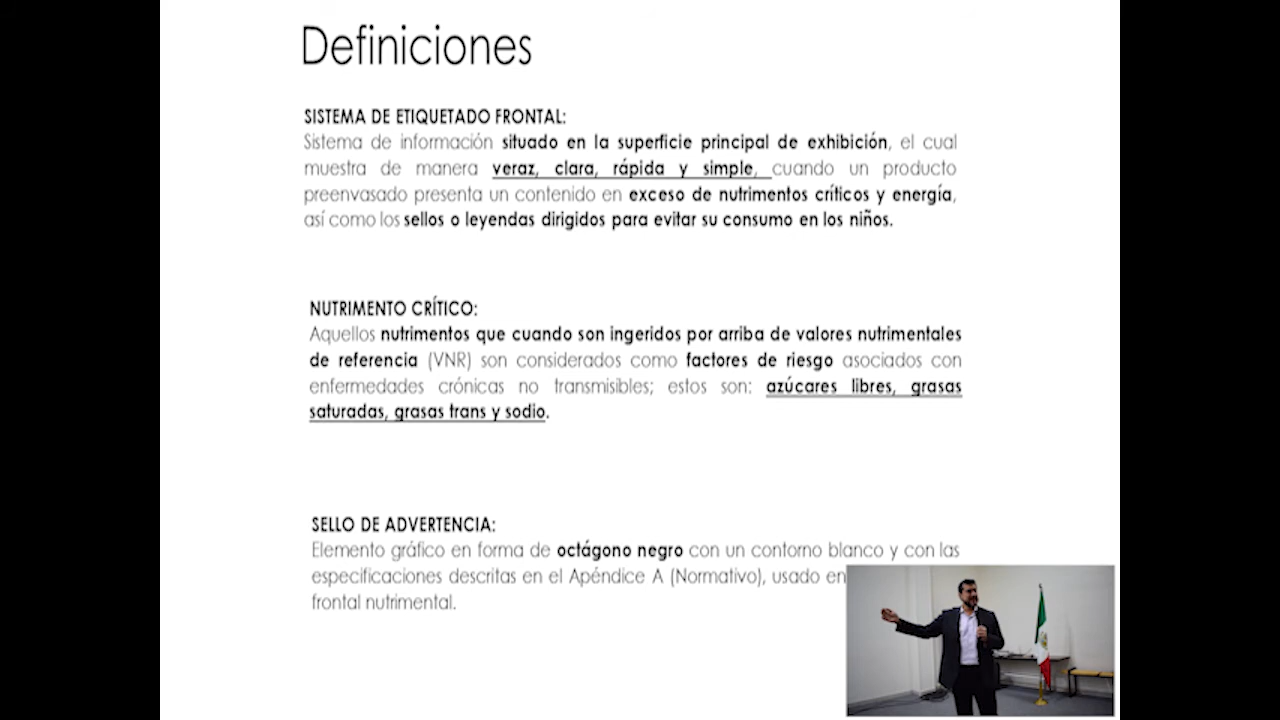 Definiciones
SISTEMA DE ETIQUETADO FRONTAL:
Sistema de información situado en la superficie principal de exhibición, el cual
muestra de manera veraz, clara, rápida y simple, cuando un producto
preenvasado presenta un contenido en exceso de nutrimentos críticos y energía,
así como los sellos o leyendas dirigidos para evitar su consumo en los niños.
NUTRIMENTO CRÍTICO:
Aquellos nutrimentos que cuando son ingeridos por arriba de valores nutrimentales
de referencia (VNR) son considerados como factores de riesgo asociados con
enfermedades crónicas no transmisibles; estos son: azúcares libres, grasas
saturadas, grasas trans y sodio.
SELLO DE ADVERTENCIA:
Elemento gráfico en forma de octágono negro con un contorno blanco y con las
especificaciones descritas en el Apéndice A (Normativo), usado en
frontal nutrimental.